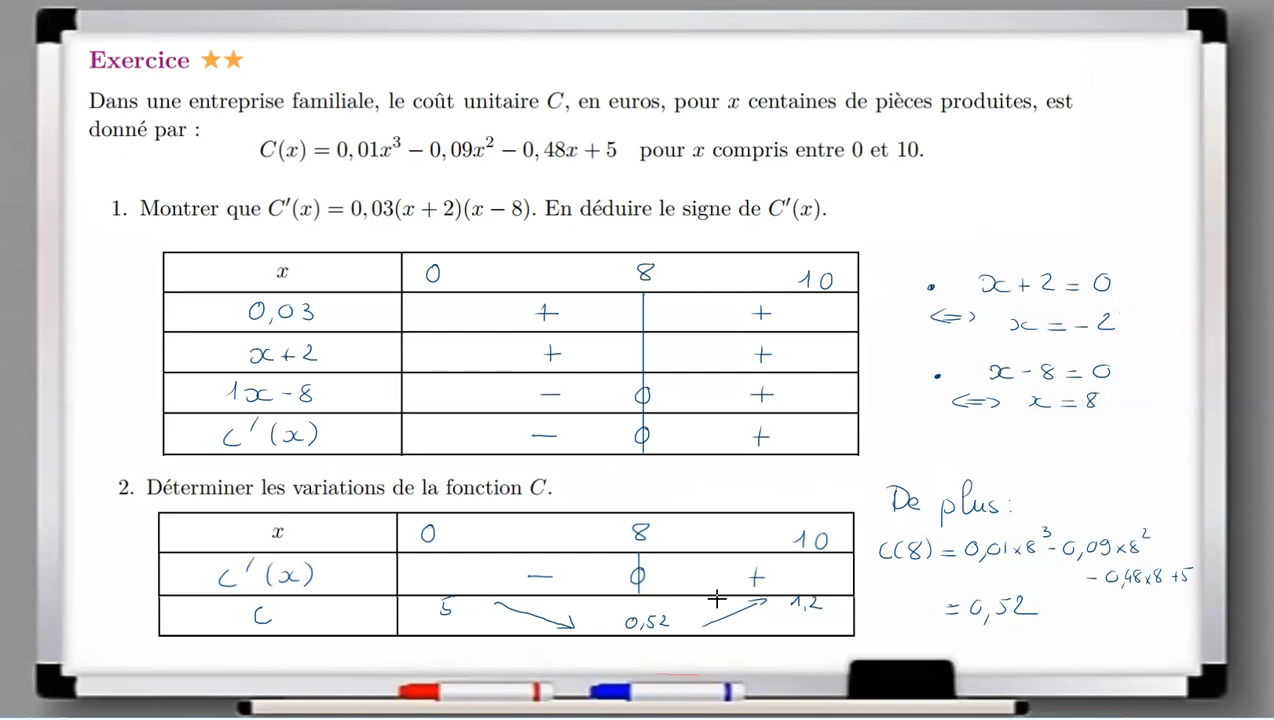 Exercice ★★
Dans une entreprise familiale, le coût unitaire C, en euros, pour x centaines de pièces produites, est
donné par :
C(x) = 0, 01x³ − 0, 09x² − 0, 48x + 5 pour x compris entre 0 et 10.
1. Montrer que C′(x) = 0, 03(x + 2)(x − 8). En déduire le signe de C′(x).
x 0 8 10
0,03 + +
x + 2 + +
1x - 8 - 0 +
C'(x) - 0 +
• x + 2 = 0
<=> x = -2
• x - 8 = 0
<=> x = 8
2. Déterminer les variations de la fonction C.
x 0 8 10
C'(x) - 0 +
C 5 0,52 1,2
De plus:
C(8) = 0,01×8³ - 0,09×8²
- 0,48×8 +5
= 0,52